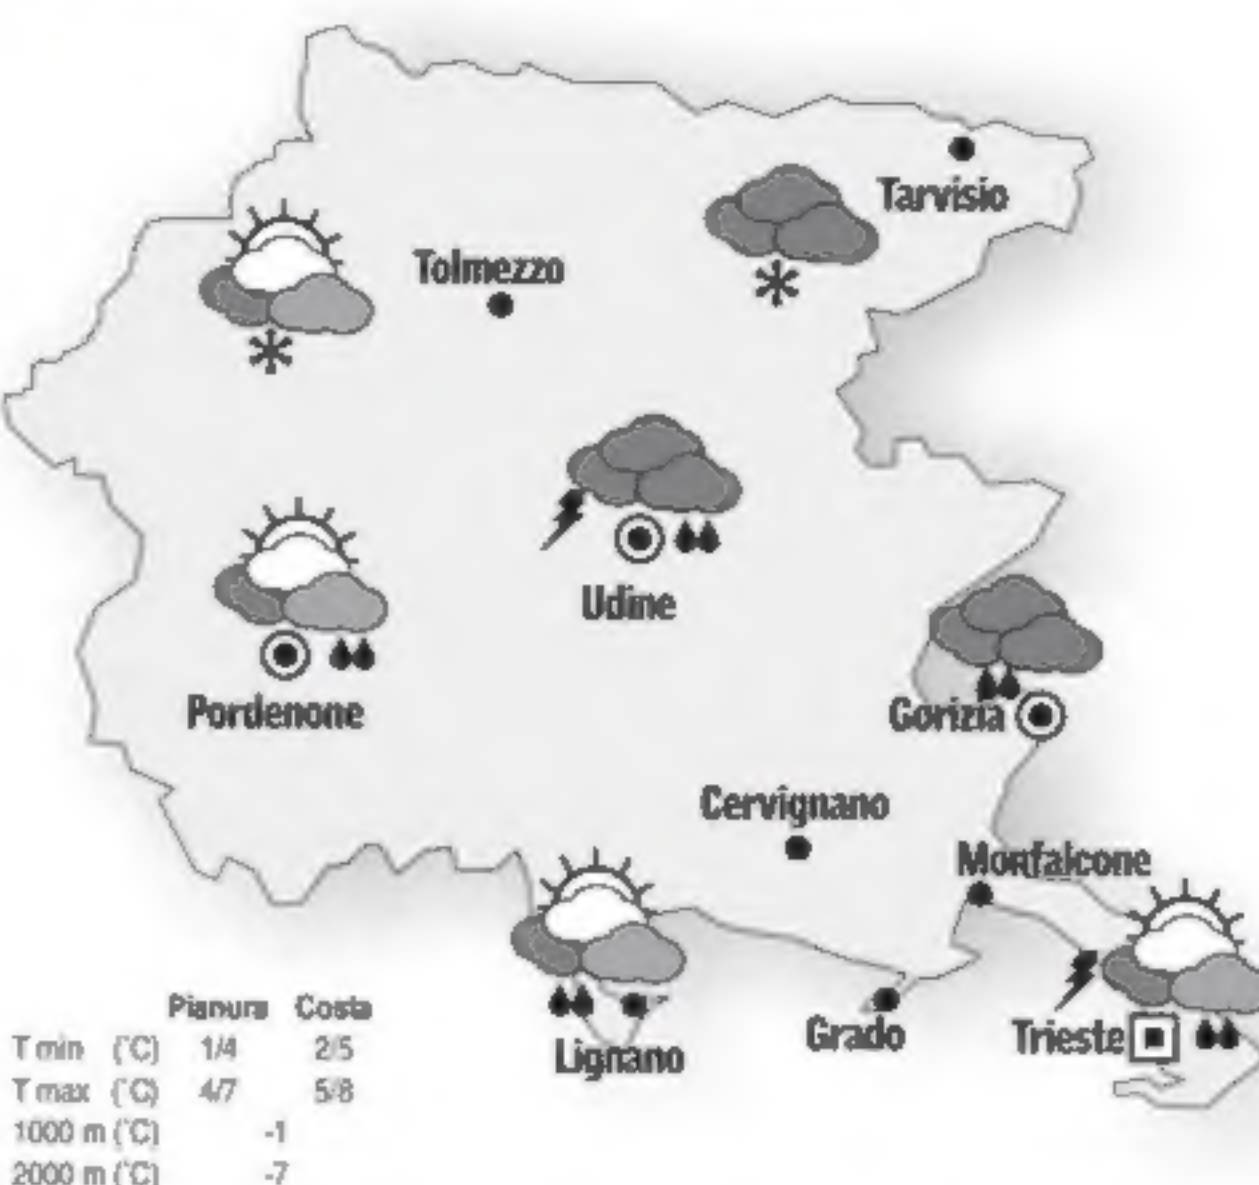 Tarvisio
Tolmezzo
Udine
Pordenone
Gorizia
Cervignano
Monfalcone
Grado
Trieste
Lignano
Pianura Costa
T min (°C) 1/4 2/5
T max (°C) 4/7 5/8
1000 m (°C) -1
2000 m (°C) -7